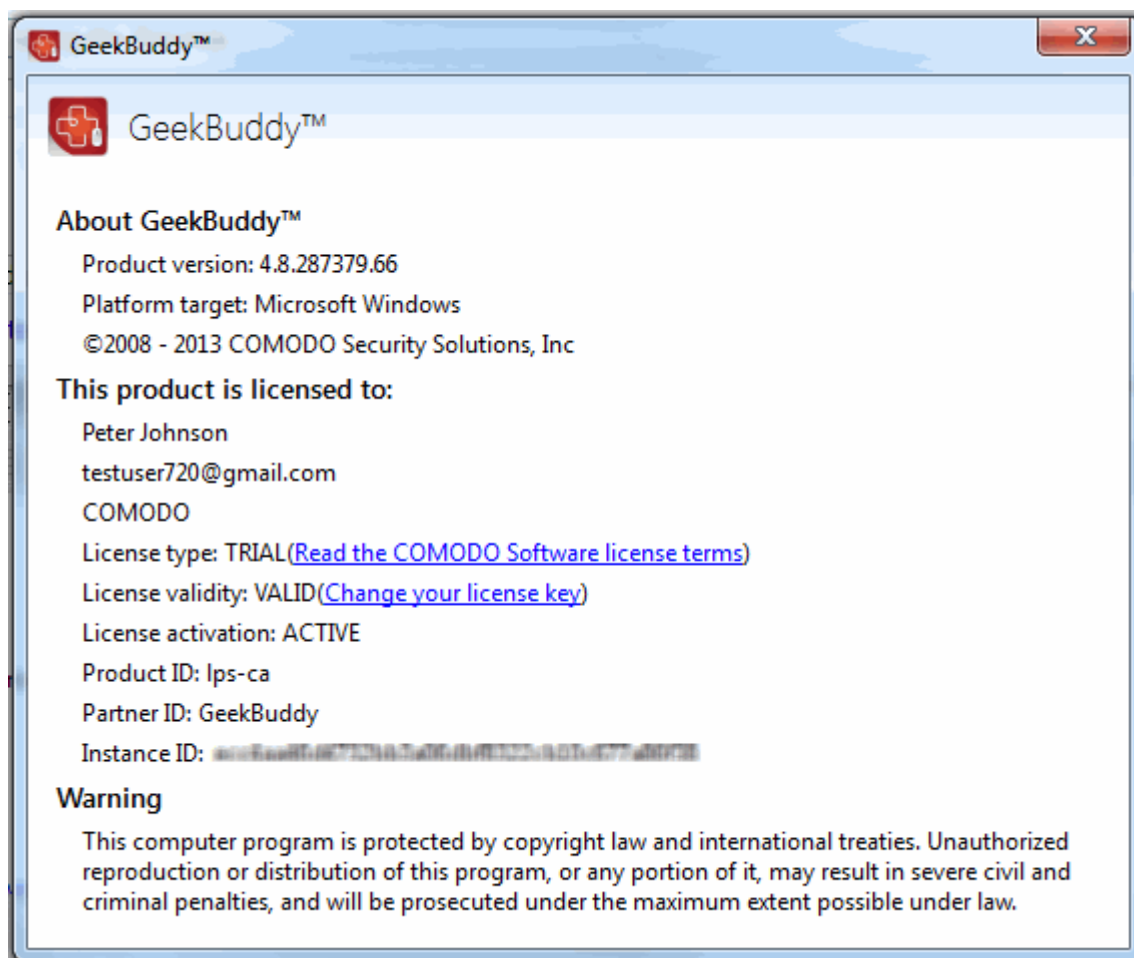 GeekBuddy™
GeekBuddy™
About GeekBuddy™
Product version: 4.8.287379.66
Platform target: Microsoft Windows
©2008 - 2013 COMODO Security Solutions, Inc
This product is licensed to:
Peter Johnson
testuser720@gmail.com
COMODO
License type: TRIAL(Read the COMODO Software license terms)
License validity: VALID(Change your license key)
License activation: ACTIVE
Product ID: lps-ca
Partner ID: GeekBuddy
Instance ID:
Warning
This computer program is protected by copyright law and international treaties. Unauthorized
reproduction or distribution of this program, or any portion of it, may result in severe civil and
criminal penalties, and will be prosecuted under the maximum extent possible under law.